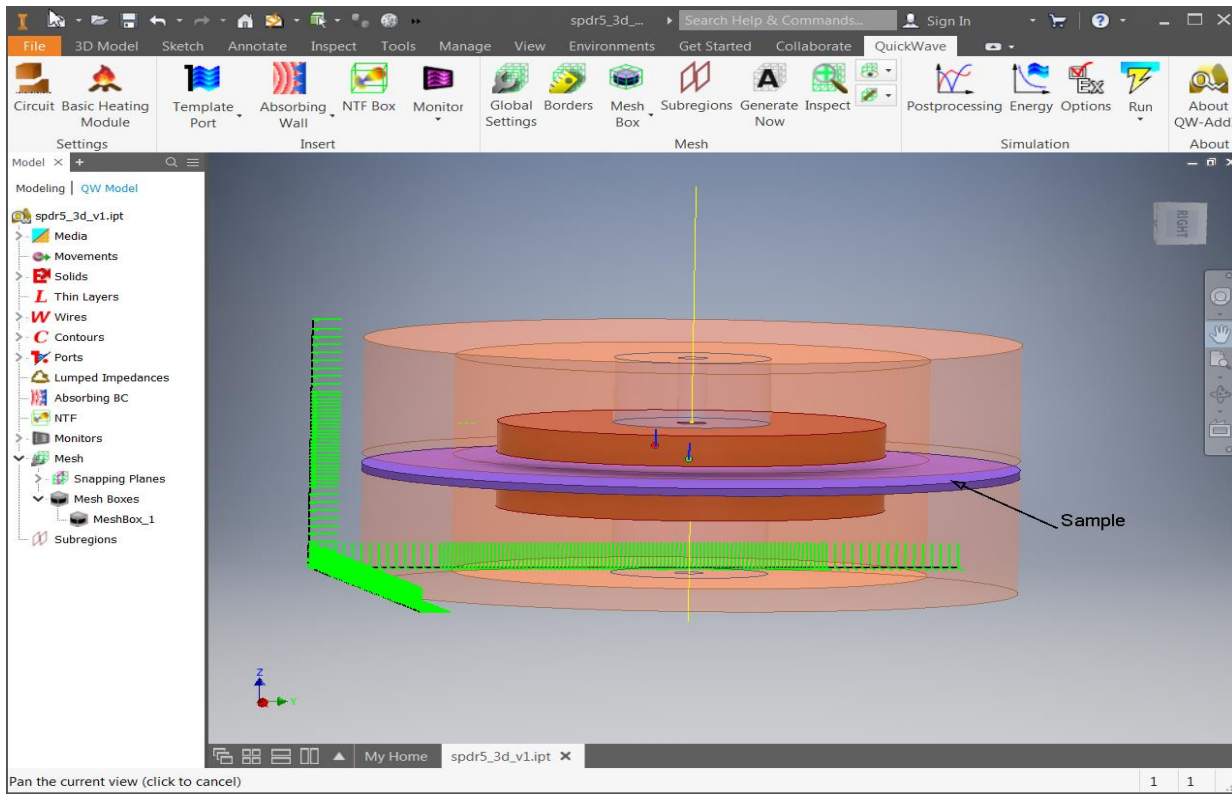 spdr5_3d_...
Search Help & Commands...
Sign In
File 3D Model Sketch Annotate Inspect Tools Manage View Environments Get Started Collaborate QuickWave
Circuit Basic Heating Module Template Port Absorbing Wall NTF Box Monitor Global Settings Borders Mesh Box Subregions Generate Now Inspect Postprocessing Energy Options Run About QW-Add
Settings Insert Mesh Simulation About
Model
Modeling | QW Model
RIGHT
spdr5_3d_v1.ipt
Media
Movements
Solids
L Thin Layers
W Wires
C Contours
Ports
Lumped Impedances
Absorbing BC
NTF
Monitors
Mesh
Snapping Planes
Mesh Boxes
MeshBox_1
Subregions
Sample
Z
Y
My Home spdr5_3d_v1.ipt
Pan the current view (click to cancel)
1 1